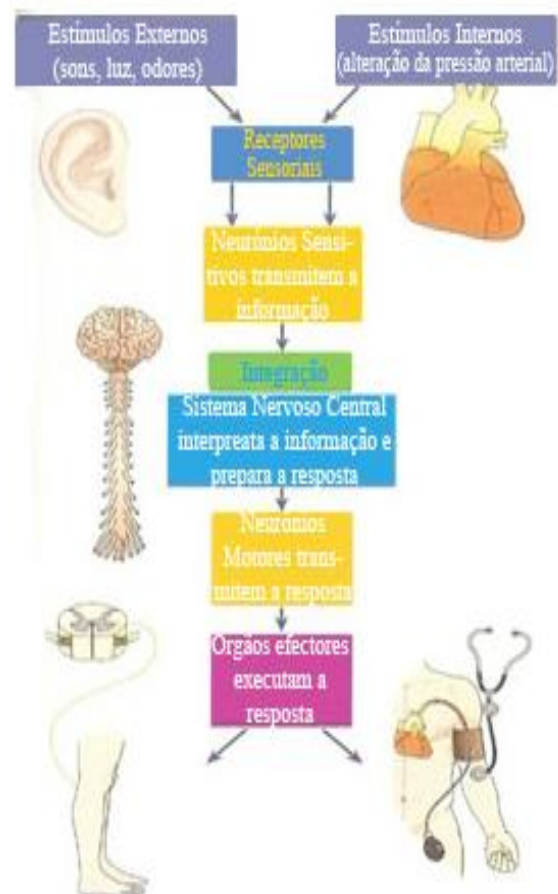 Estímulos Externos
(sons, luz, odores)
Estímulos Internos
(alteração da pressão arterial)
Receptores
Sensoriais
Neurónios Sensi-
tivos transmitem a
informação
Integração
Sistema Nervoso Central
interpreata a informação e
prepara a resposta
Neurónios
Motores trans-
mitem a resposta
Orgãos efectores
executam a
resposta